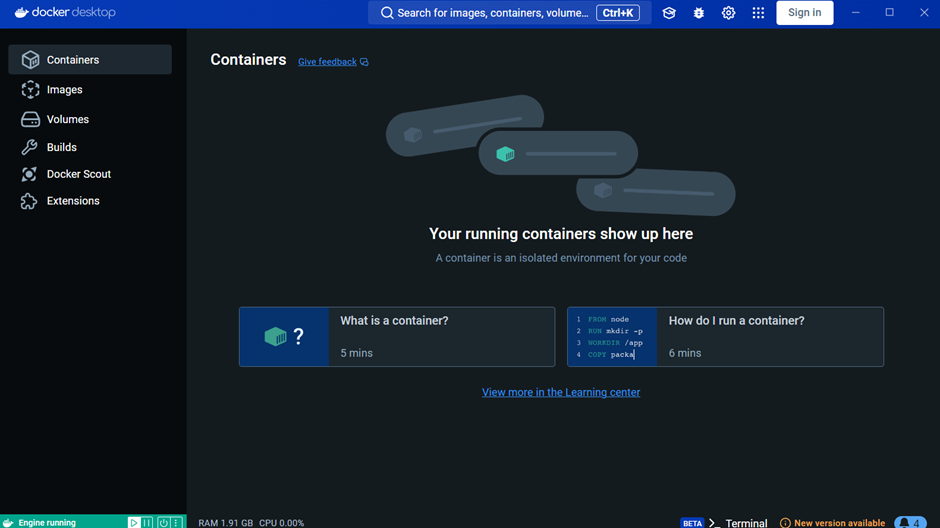 docker desktop
Search for images, containers, volume... Ctrl+K
Sign in
Containers
Images
Volumes
Builds
Docker Scout
Extensions
Containers Give feedback
Your running containers show up here
A container is an isolated environment for your code
?
What is a container?
5 mins
1 FROM node
2 RUN mkdir -p
3 WORKDIR /app
4 COPY packa
How do I run a container?
6 mins
View more in the Learning center
Engine running
RAM 1.91 GB CPU 0.00%
BETA >_ Terminal
New version available
4